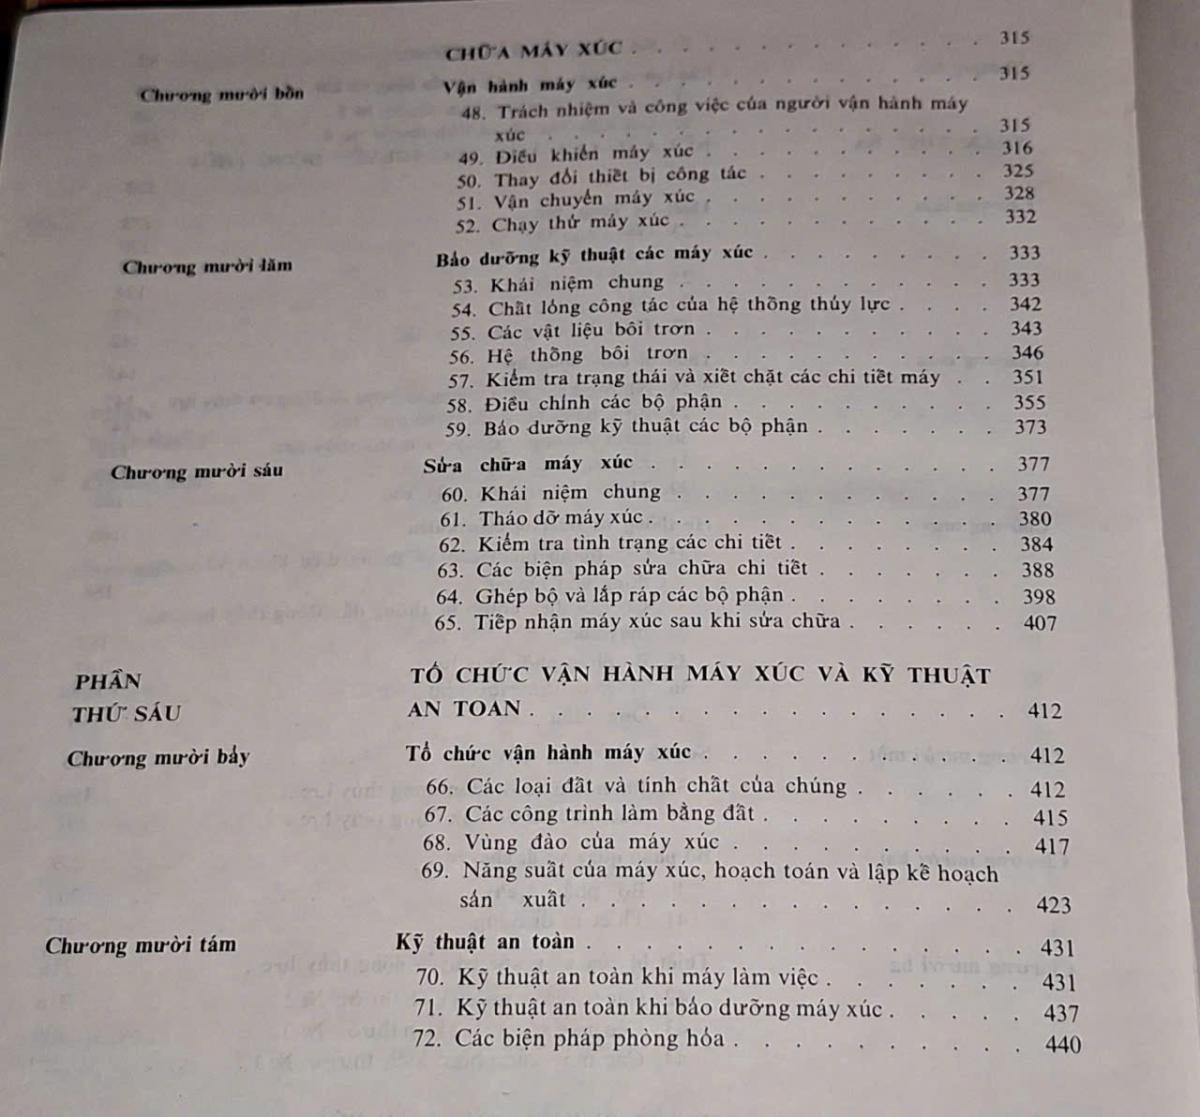 CHỮA MÁY XÚC . . . . . . . . . . . . . 315
Chương mười bồn Vận hành máy xúc . . . . . . . . . . . . 315
48. Trách nhiệm và công việc của người vận hành máy
xúc . . . . . . . . . . . . . . . . 315
49. Điều khiển máy xúc . . . . . . . . . . . 316
50. Thay đổi thiết bị công tác . . . . . . . . . 325
51. Vận chuyển máy xúc . . . . . . . . . . . 328
52. Chạy thử máy xúc . . . . . . . . . . . . 332
Chương mười lăm Bảo dưỡng kỹ thuật các máy xúc . . . . . . . . . 333
53. Khái niệm chung . . . . . . . . . . . . 333
54. Chất lỏng công tác của hệ thống thủy lực . . . . 342
55. Các vật liệu bôi trơn . . . . . . . . . . . 343
56. Hệ thống bôi trơn . . . . . . . . . . . 346
57. Kiểm tra trạng thái và xiết chặt các chi tiết máy . . 351
58. Điều chỉnh các bộ phận . . . . . . . . . . 355
59. Bảo dưỡng kỹ thuật các bộ phận . . . . . . . 373
Chương mười sáu Sửa chữa máy xúc . . . . . . . . . . . . . 377
60. Khái niệm chung . . . . . . . . . . . . 377
61. Tháo dỡ máy xúc . . . . . . . . . . . . . 380
62. Kiểm tra tình trạng các chi tiết . . . . . . . . 384
63. Các biện pháp sửa chữa chi tiết . . . . . . . 388
64. Ghép bộ và lắp ráp các bộ phận . . . . . . . . 398
65. Tiếp nhận máy xúc sau khi sửa chữa . . . . . . 407
PHẦN TỔ CHỨC VẬN HÀNH MÁY XÚC VÀ KỸ THUẬT
THỨ SÁU AN TOAN . . . . . . . . . . . . . . . . . 412
Chương mười bảy Tổ chức vận hành máy xúc . . . . . . . . . . . 412
66. Các loại đất và tính chất của chúng . . . . . . 412
67. Các công trình làm bằng đất . . . . . . . . . 415
68. Vùng đào của máy xúc . . . . . . . . . . 417
69. Năng suất của máy xúc, hoạch toán và lập kế hoạch
sản xuất . . . . . . . . . . . . . . . 423
Chương mười tám Kỹ thuật an toàn . . . . . . . . . . . . . . . 431
70. Kỹ thuật an toàn khi máy làm việc . . . . . . . 431
71. Kỹ thuật an toàn khi bảo dưỡng máy xúc . . . . . 437
72. Các biện pháp phòng hỏa . . . . . . . . . . 440